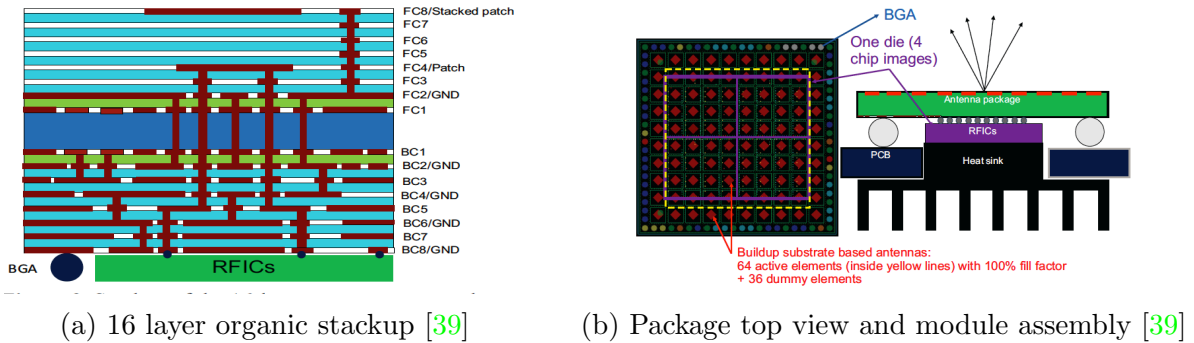 FC8/Stacked patch
FC7
FC6
FC5
FC4/Patch
FC3
FC2/GND
FC1
BC1
BC2/GND
BC3
BC4/GND
BC5
BC6/GND
BC7
BC8/GND
BGA
RFICs
(a) 16 layer organic stackup [39]
BGA
One die (4
chip images)
Antenna package
RFICs
PCB
Heat sink
Buildup substrate based antennas:
64 active elements (inside yellow lines) with 100% fill factor
+ 36 dummy elements
(b) Package top view and module assembly [39]